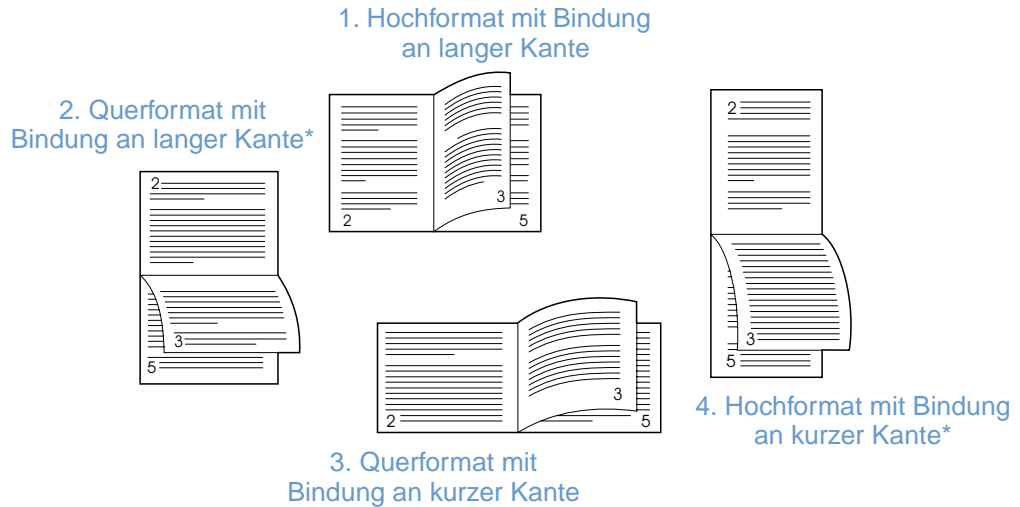 1. Hochformat mit Bindung
an langer Kante
2. Querformat mit
Bindung an langer Kante*
2
3
5
2
3
5
2
3
5
2
3
5
3. Querformat mit
Bindung an kurzer Kante
4. Hochformat mit Bindung
an kurzer Kante*